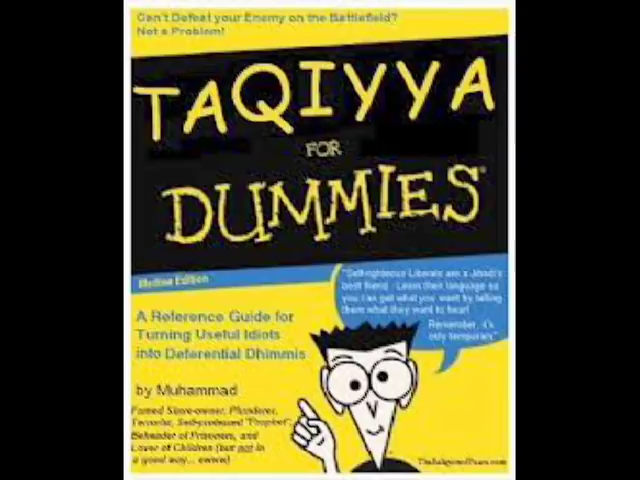 Can't Defeat your Enemy on the Battlefield?
Not a Problem!
TAQIYYA
FOR
DUMMIES®
Edition
"Self-righteous Liberals are a Jihadi's
best friend. Learn their language so
you can get what you want by telling
them what they want to hear!
Remember, it's
only temporary."
A Reference Guide for
Turning Useful Idiots
into Deferential Dhimmis
by Muhammad
Famed Slave-owner, Plunderer,
Terrorist, Self-proclaimed "Prophet",
Beheader of Prisoners, and
Lover of Children (but not in
a good way... ewww)
TheReligionofPeace.com